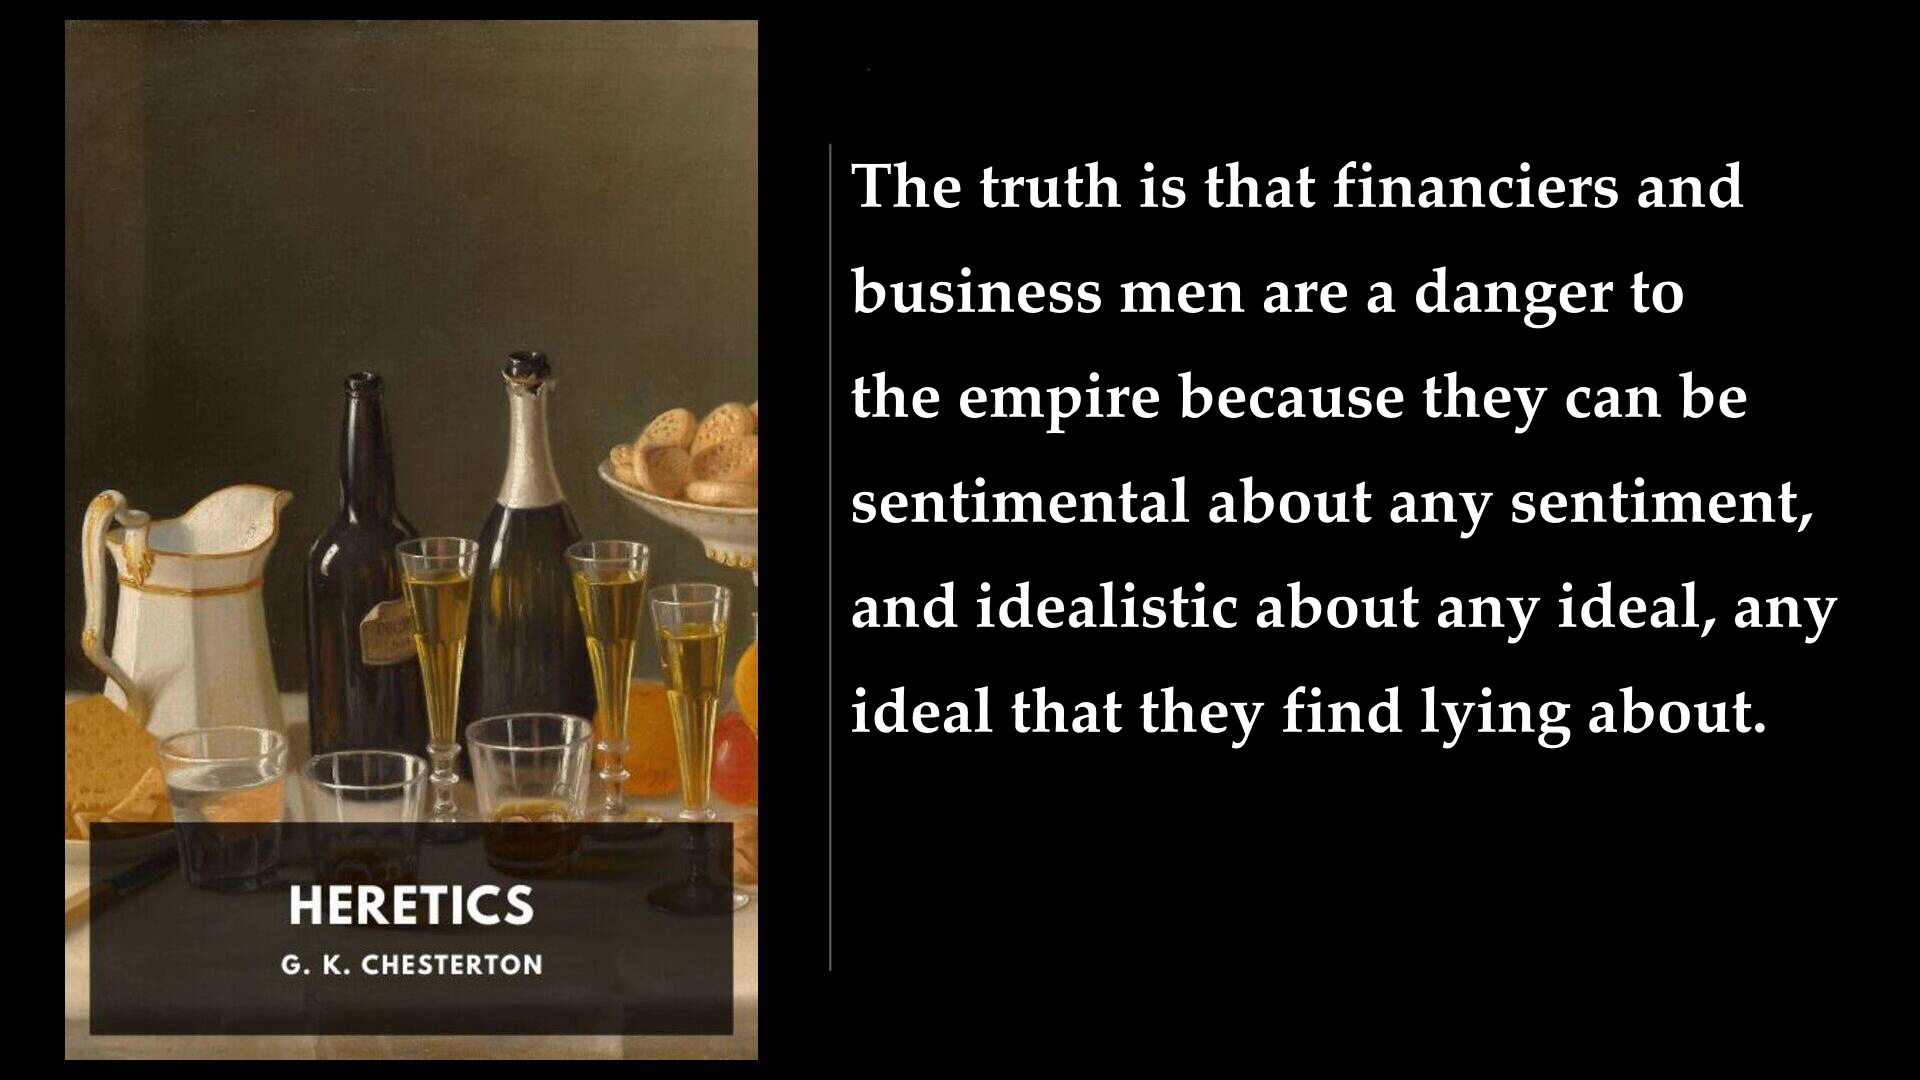 HERETICS
G. K. CHESTERTON
The truth is that financiers and
business men are a danger to
the empire because they can be
sentimental about any sentiment,
and idealistic about any ideal, any
ideal that they find lying about.